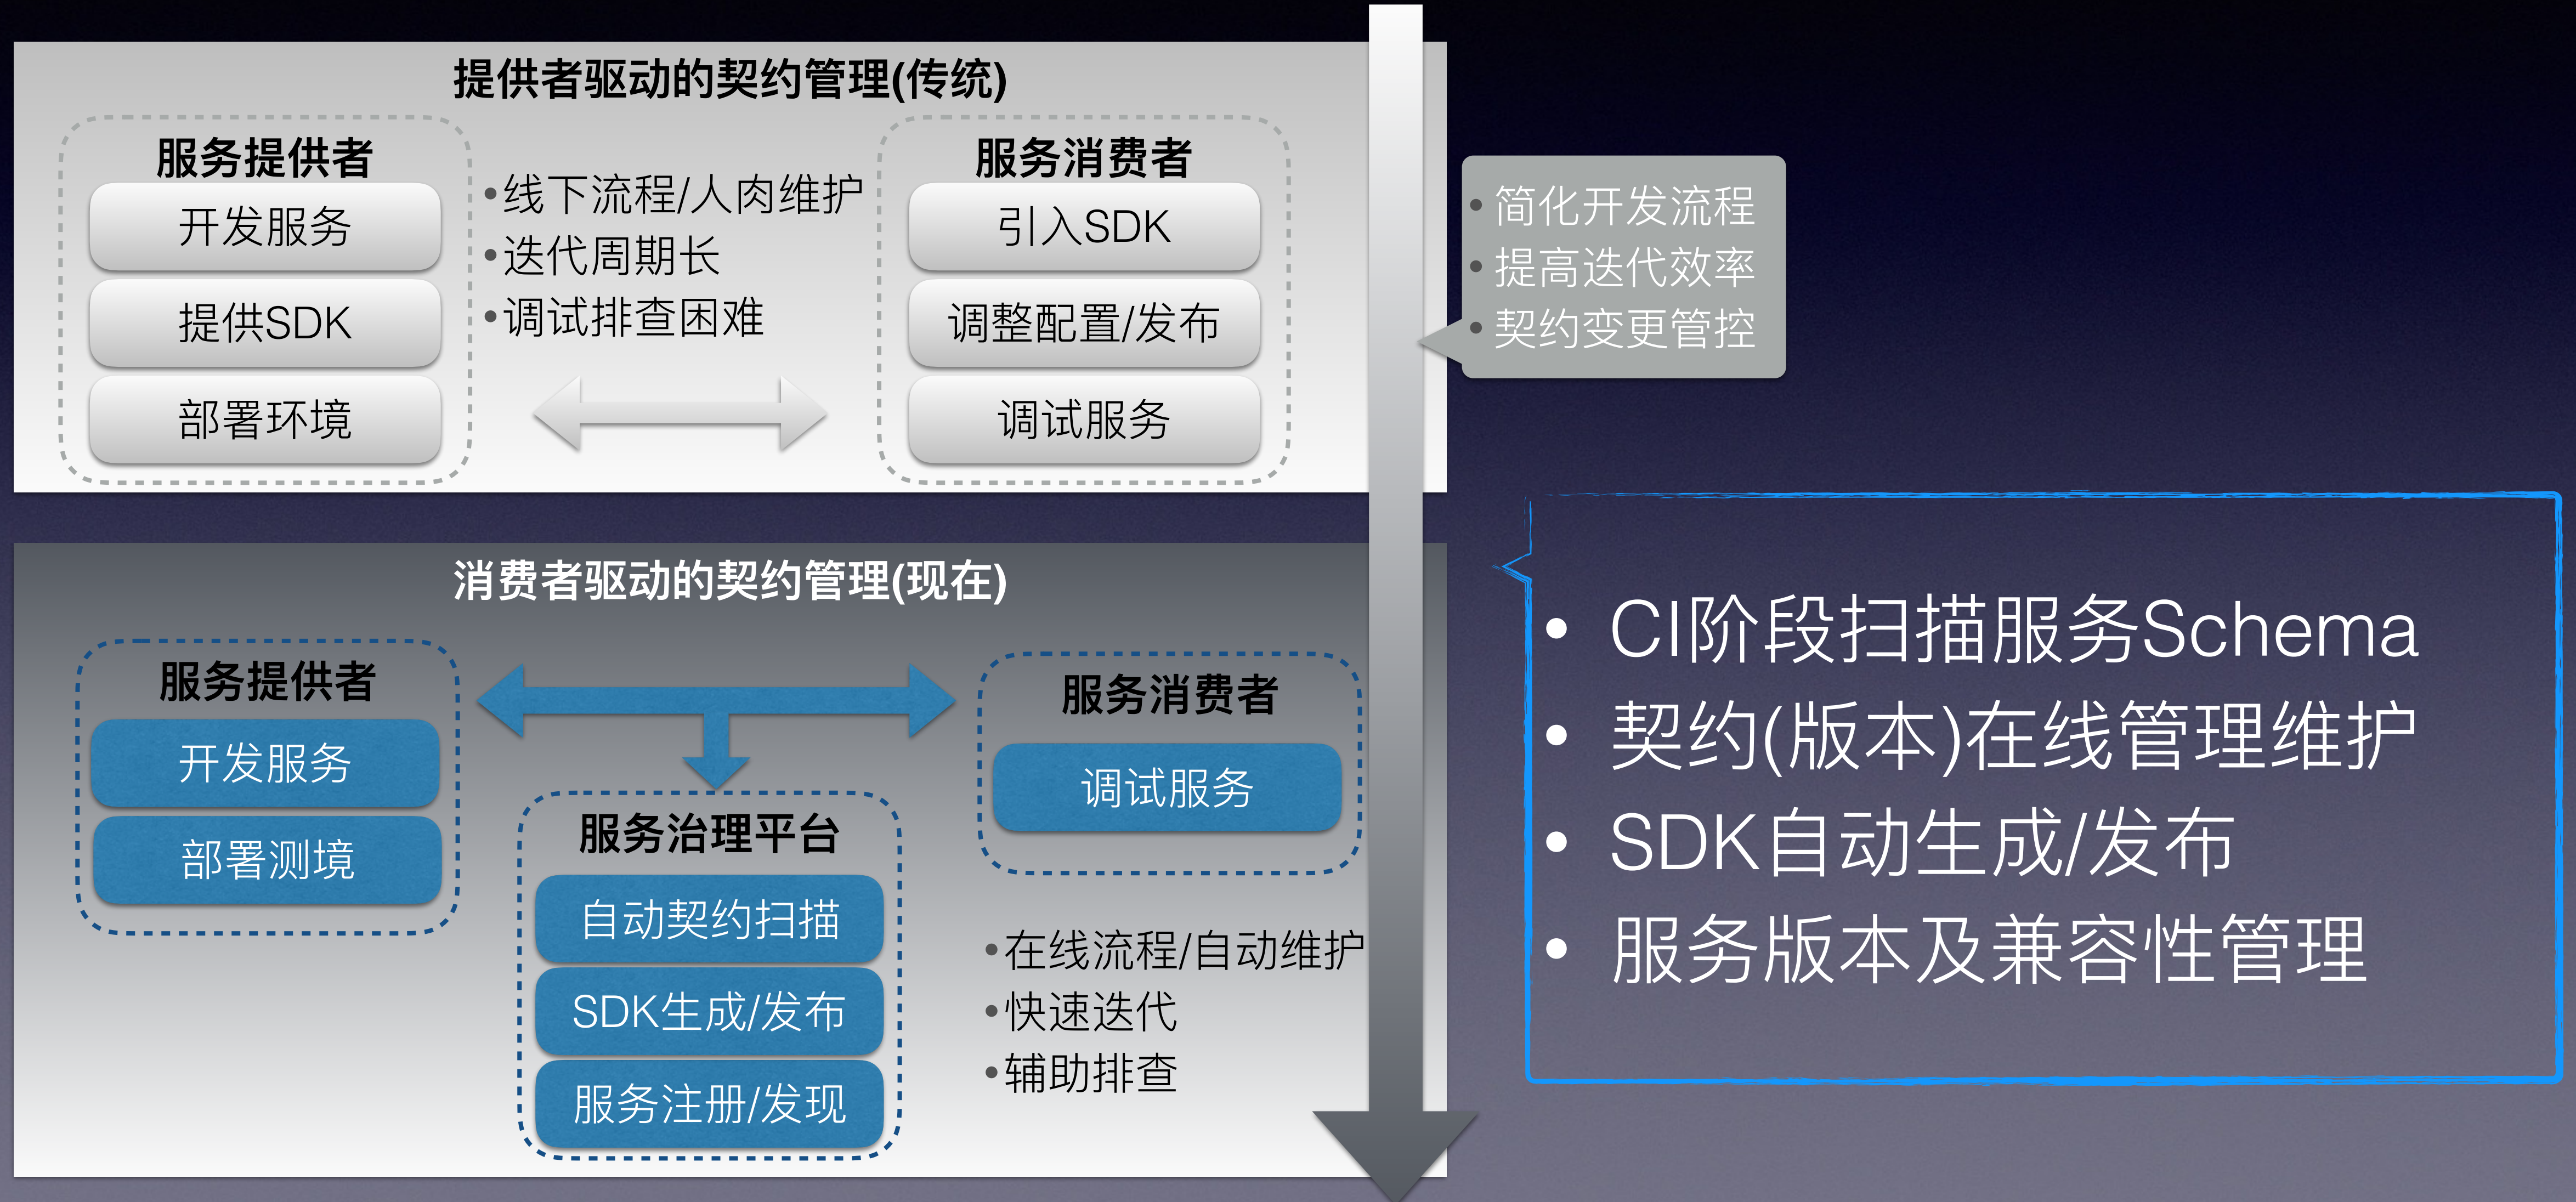 提供者驱动的契约管理(传统)
服务提供者
开发服务
提供SDK
部署环境
•线下流程/人肉维护
•迭代周期长
•调试排查困难
服务消费者
引入SDK
调整配置/发布
调试服务
• 简化开发流程
• 提高迭代效率
• 契约变更管控
消费者驱动的契约管理(现在)
服务提供者
开发服务
部署测境
服务治理平台
自动契约扫描
SDK生成/发布
服务注册/发现
服务消费者
调试服务
•在线流程/自动维护
•快速迭代
•辅助排查
• CI阶段扫描服务Schema
• 契约(版本)在线管理维护
• SDK自动生成/发布
• 服务版本及兼容性管理